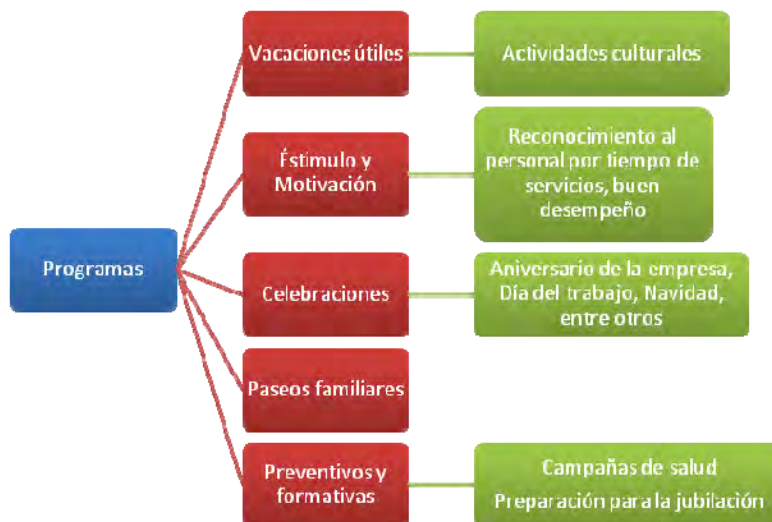 Programas
Vacaciones útiles
Actividades culturales
Éstímulo y
Motivación
Reconocimiento al
personal por tiempo de
servicios, buen
desempeño
Celebraciones
Aniversario de la empresa,
Día del trabajo, Navidad,
entre otros
Paseos familiares
Preventivos y
formativas
Campañas de salud
Preparación para la jubilación